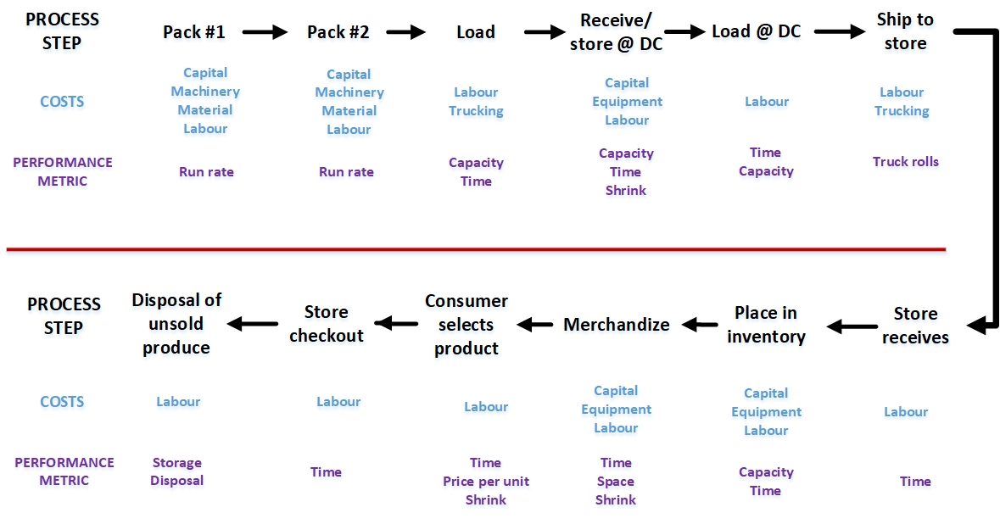 PROCESS
STEP
Pack #1
Pack #2
Load
Receive/
store @ DC
Load @ DC
Ship to
store
COSTS
Capital
Machinery
Material
Labour
Capital
Machinery
Material
Labour
Labour
Trucking
Capital
Equipment
Labour
Labour
Labour
Trucking
PERFORMANCE
METRIC
Run rate
Run rate
Capacity
Time
Capacity
Time
Shrink
Time
Capacity
Truck rolls
PROCESS
STEP
Disposal of
unsold
produce
Store
checkout
Consumer
selects
product
Merchandize
Place in
inventory
Store
receives
COSTS
Labour
Labour
Labour
Capital
Equipment
Labour
Capital
Equipment
Labour
Labour
PERFORMANCE
METRIC
Storage
Disposal
Time
Time
Price per unit
Shrink
Time
Space
Shrink
Capacity
Time
Time